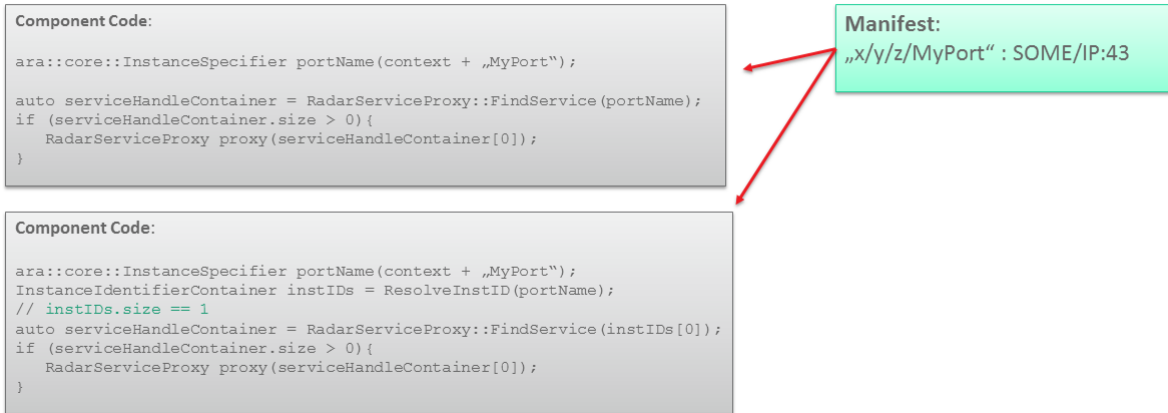 Component Code:
ara::core::InstanceSpecifier portName(context + „MyPort“);
auto serviceHandleContainer = RadarServiceProxy::FindService(portName);
if (serviceHandleContainer.size > 0){
RadarServiceProxy proxy(serviceHandleContainer[0]);
}
Manifest:
„x/y/z/MyPort“ : SOME/IP:43
Component Code:
ara::core::InstanceSpecifier portName(context + „MyPort“);
InstanceIdentifierContainer instIDs = ResolveInstID(portName);
// instIDs.size == 1
auto serviceHandleContainer = RadarServiceProxy::FindService(instIDs[0]);
if (serviceHandleContainer.size > 0){
RadarServiceProxy proxy(serviceHandleContainer[0]);
}